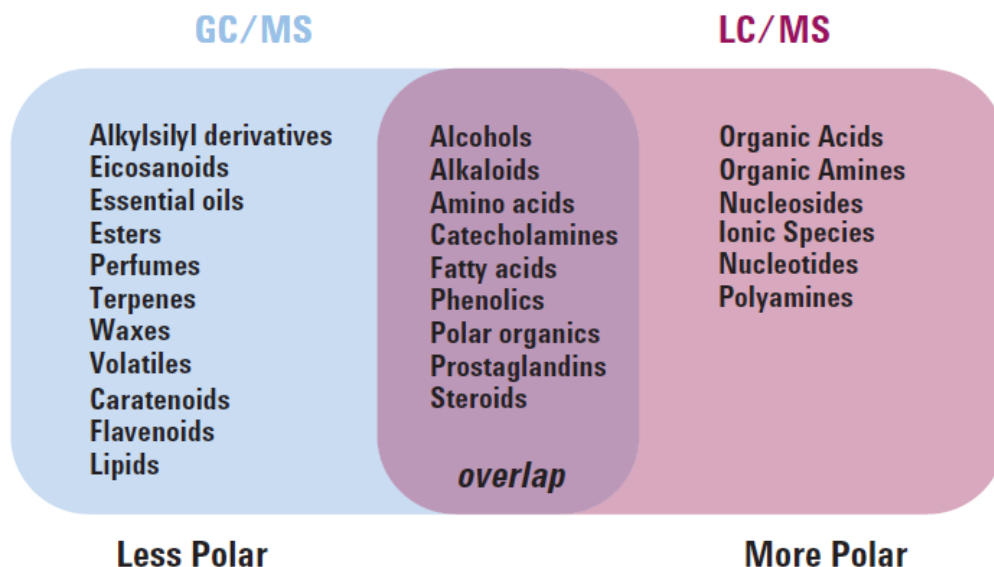 GC/MS
LC/MS
Alkylsilyl derivatives
Eicosanoids
Essential oils
Esters
Perfumes
Terpenes
Waxes
Volatiles
Caratenoids
Flavenoids
Lipids
Alcohols
Alkaloids
Amino acids
Catecholamines
Fatty acids
Phenolics
Polar organics
Prostaglandins
Steroids
overlap
Organic Acids
Organic Amines
Nucleosides
Ionic Species
Nucleotides
Polyamines
Less Polar
More Polar